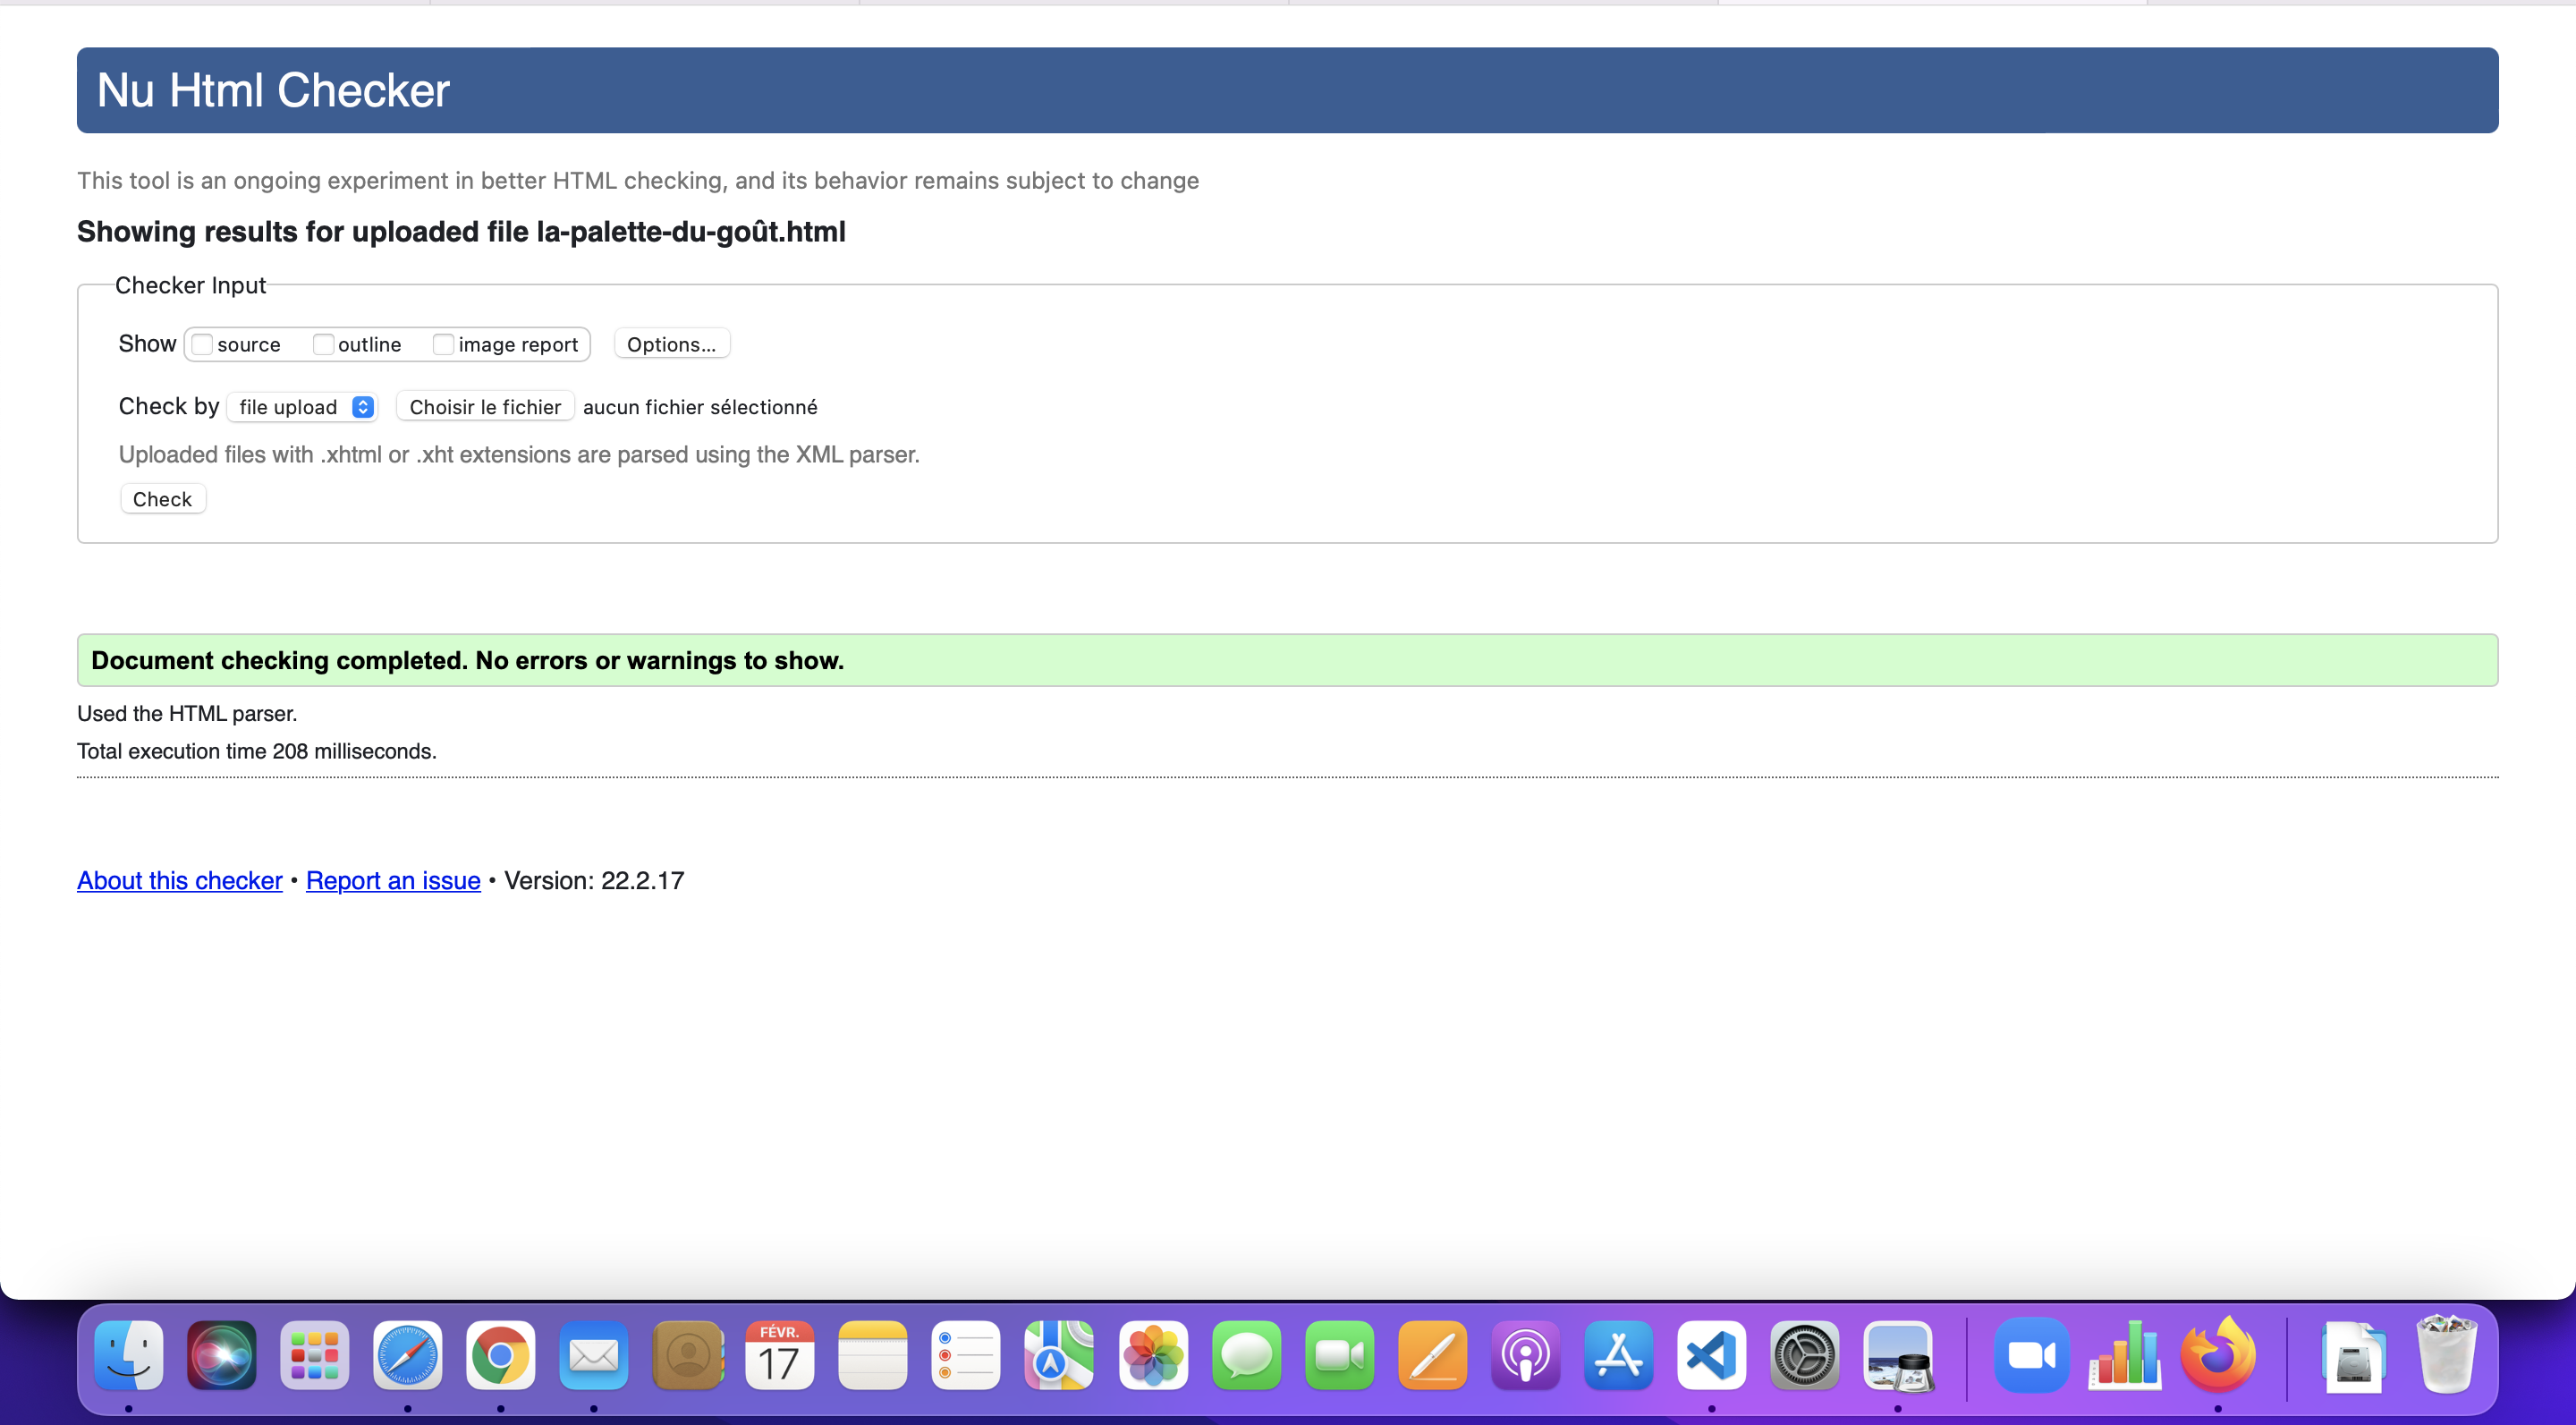 Nu Html Checker
This tool is an ongoing experiment in better HTML checking, and its behavior remains subject to change
Showing results for uploaded file la-palette-du-goût.html
Checker Input
Show source outline image report Options...
Check by file upload Choisir le fichier aucun fichier sélectionné
Uploaded files with .xhtml or .xht extensions are parsed using the XML parser.
Check
Document checking completed. No errors or warnings to show.
Used the HTML parser.
Total execution time 208 milliseconds.
About this checker • Report an issue • Version: 22.2.17
FÉVR.
17